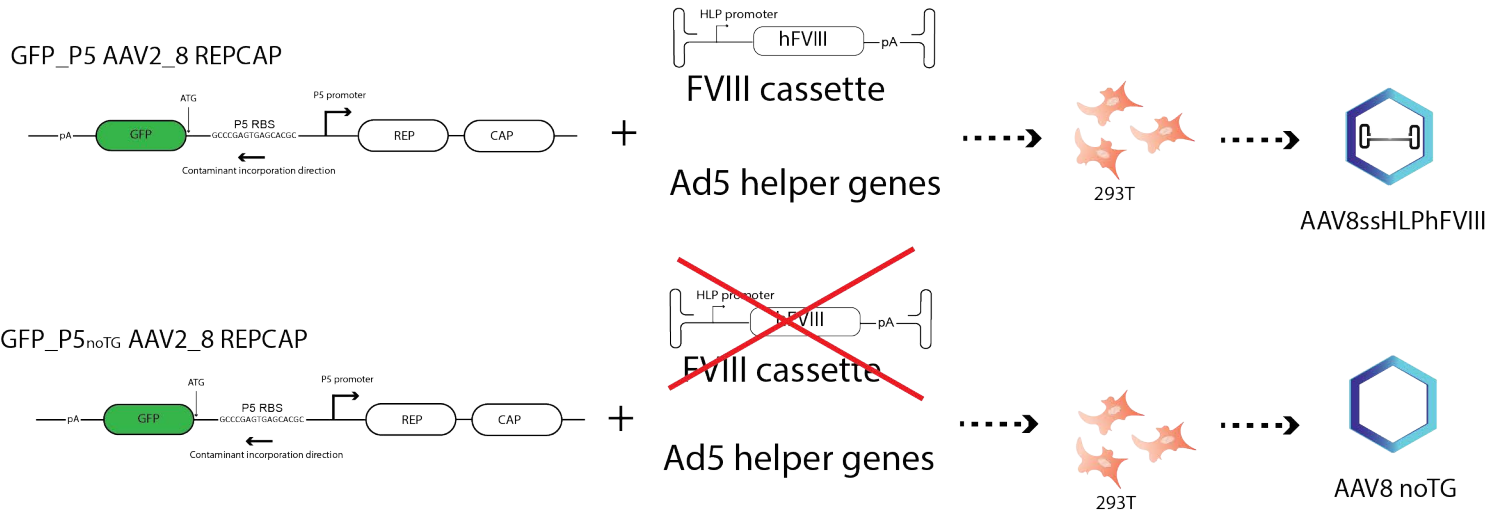 GFP_P5 AAV2_8 REPCAP
ATG
P5 promoter
pA
GFP
P5 RBS
GCCCGAGTGAGCACGC
REP
CAP
Contaminant incorporation direction
+
HLP promoter
hFVIII
pA
FVIII cassette
Ad5 helper genes
293T
AAV8ssHLPhFVIII
GFP_P5noTG AAV2_8 REPCAP
ATG
P5 promoter
pA
GFP
P5 RBS
GCCCGAGTGAGCACGC
REP
CAP
Contaminant incorporation direction
+
HLP promoter
hFVIII
pA
FVIII cassette
Ad5 helper genes
293T
AAV8 noTG